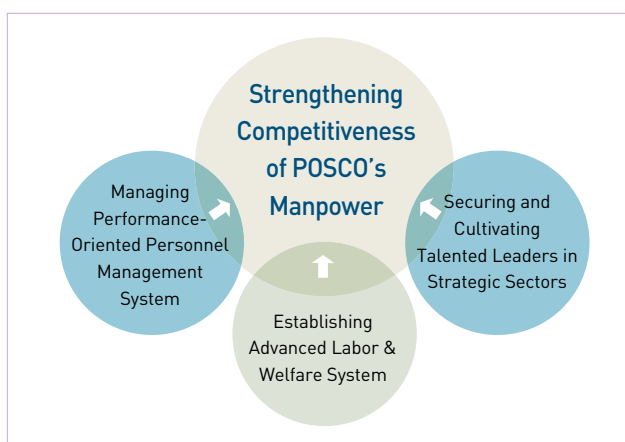 Strengthening
Competitiveness
of POSCO's
Manpower
Managing
Performance-
Oriented Personnel
Management
System
Securing and
Cultivating
Talented Leaders in
Strategic Sectors
Establishing
Advanced Labor &
Welfare System